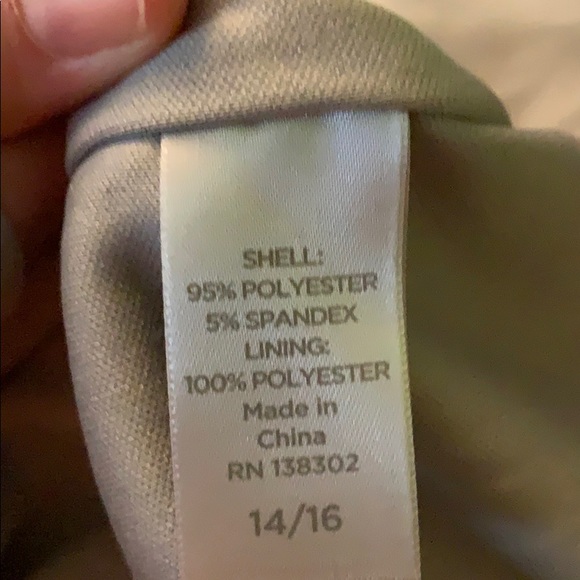 SHELL:
95% POLYESTER
5% SPANDEX
LINING:
100% POLYESTER
Made in
China
RN 138302
14/16